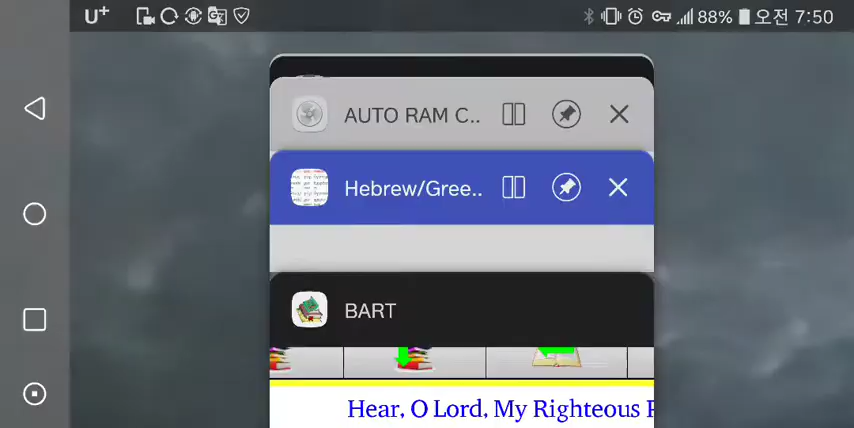 U+ 88% 오전 7:50
AUTO RAM C..
Hebrew/Gree..
BART
Hear, O Lord, My Righteous